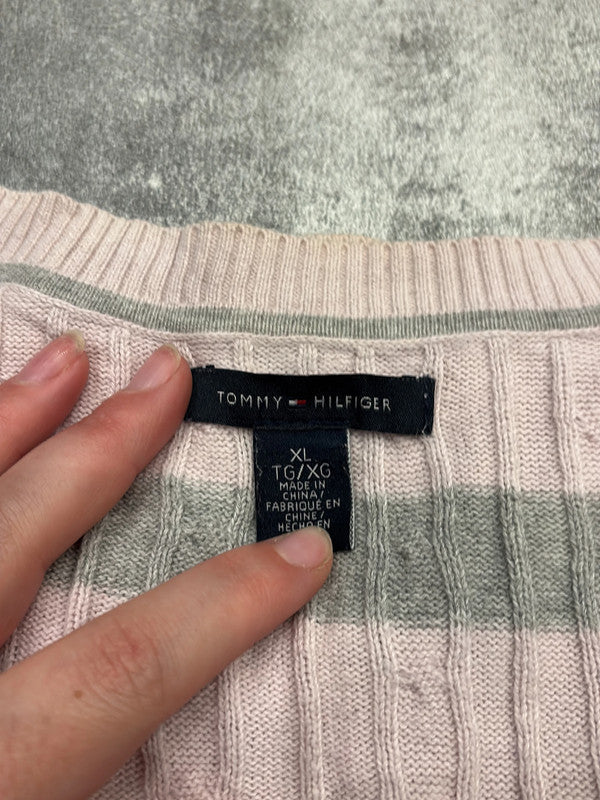 TOMMY HILFIGER
XL
TG/XG
MADE IN
CHINA/
FABRIQUÉ EN
CHINE/
HECHO EN